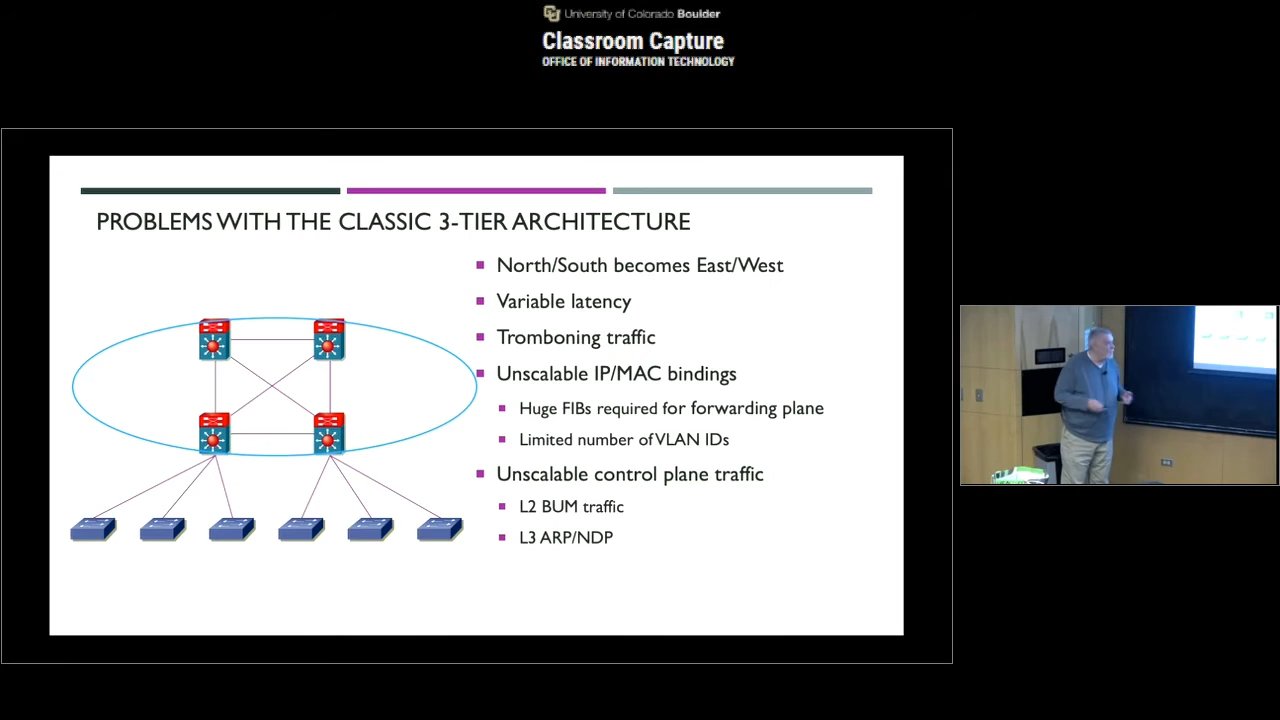 University of Colorado Boulder
Classroom Capture
OFFICE OF INFORMATION TECHNOLOGY
PROBLEMS WITH THE CLASSIC 3-TIER ARCHITECTURE
North/South becomes East/West
Variable latency
Tromboning traffic
Unscalable IP/MAC bindings
Huge FIBs required for forwarding plane
Limited number of VLAN IDs
Unscalable control plane traffic
L2 BUM traffic
L3 ARP/NDP